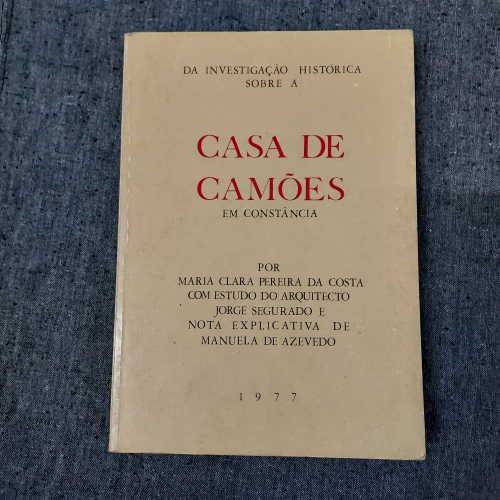 DA INVESTIGAÇÃO HISTÓRICA
SOBRE A
CASA DE
CAMÕES
EM CONSTÂNCIA
POR
MARIA CLARA PEREIRA DA COSTA
COM ESTUDO DO ARQUITECTO
JORGE SEGURADO E
NOTA EXPLICATIVA DE
MANUELA DE AZEVEDO
1977